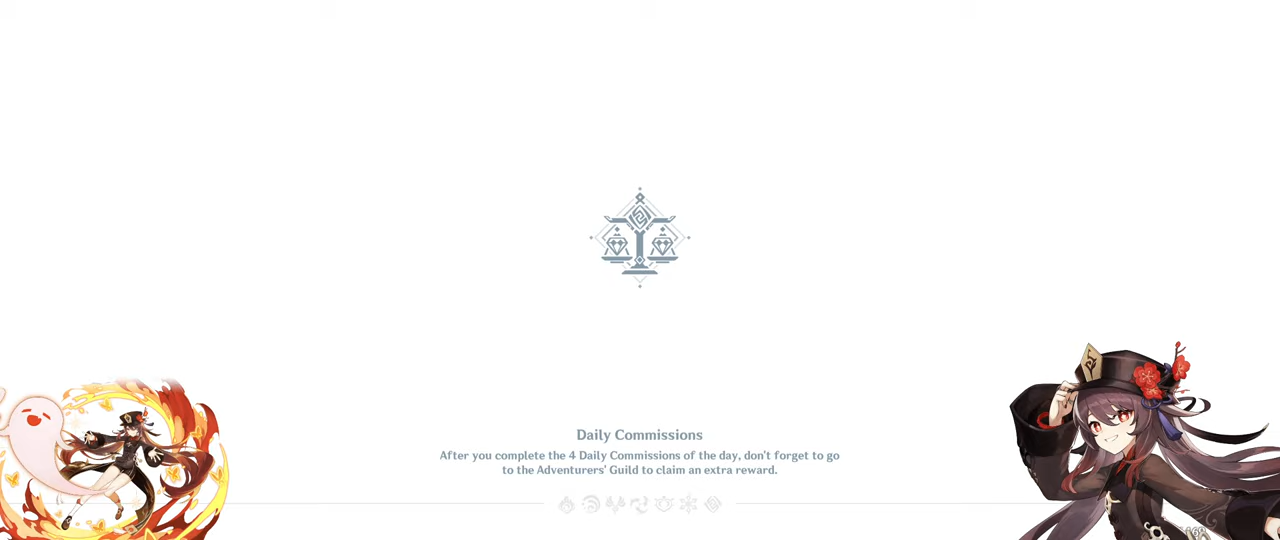 Daily Commissions
After you complete the 4 Daily Commissions of the day, don't forget to go
to the Adventurers' Guild to claim an extra reward.